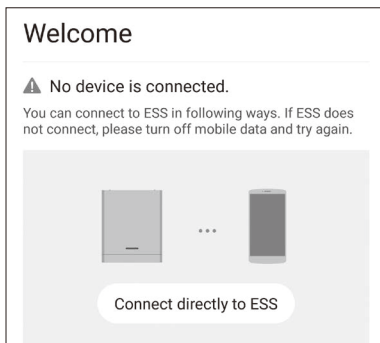 Welcome
No device is connected.
You can connect to ESS in following ways. If ESS does
not connect, please turn off mobile data and try again.
Connect directly to ESS